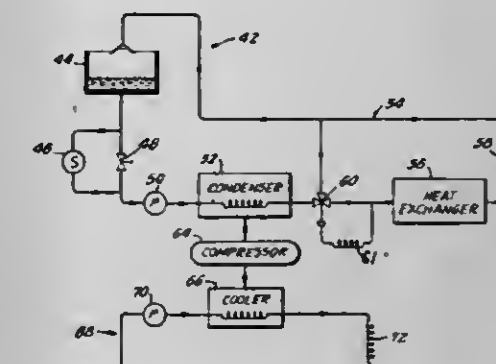 42
44
54
58
46
S
48
50
P
52
CONDENSER
60
56
HEAT
EXCHANGER
64
COMPRESSOR
61
66
COOLER
70
P
68
72